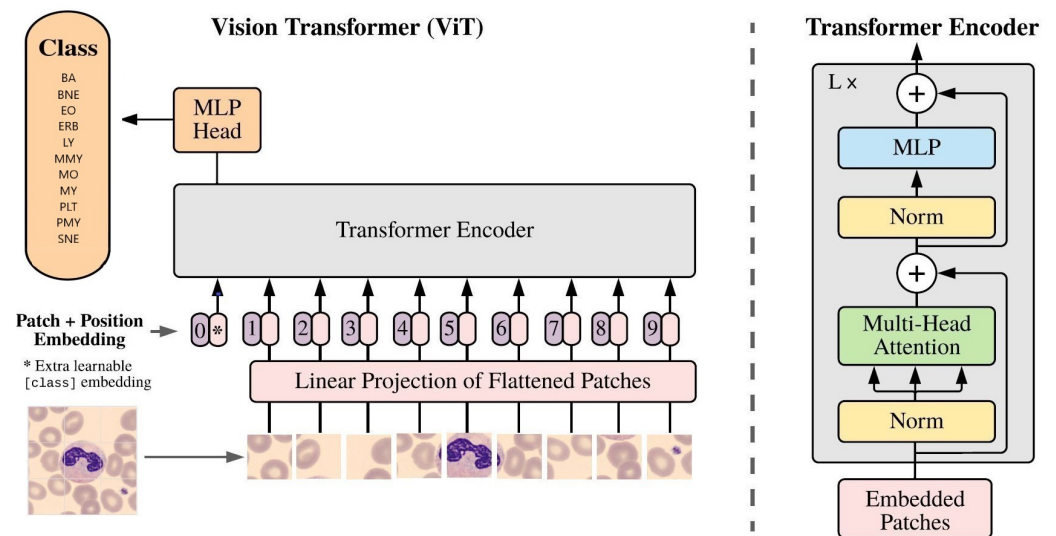 Vision Transformer (ViT)
Class
BA
BNE
EO
ERB
LY
MMY
MO
MY
PLT
PMY
SNE
MLP
Head
Transformer Encoder
Patch + Position
Embedding
0 * 1 2 3 4 5 6 7 8 9
* Extra learnable
[class] embedding
Linear Projection of Flattened Patches
Transformer Encoder
L ×
+
MLP
Norm
+
Multi-Head
Attention
Norm
Embedded
Patches